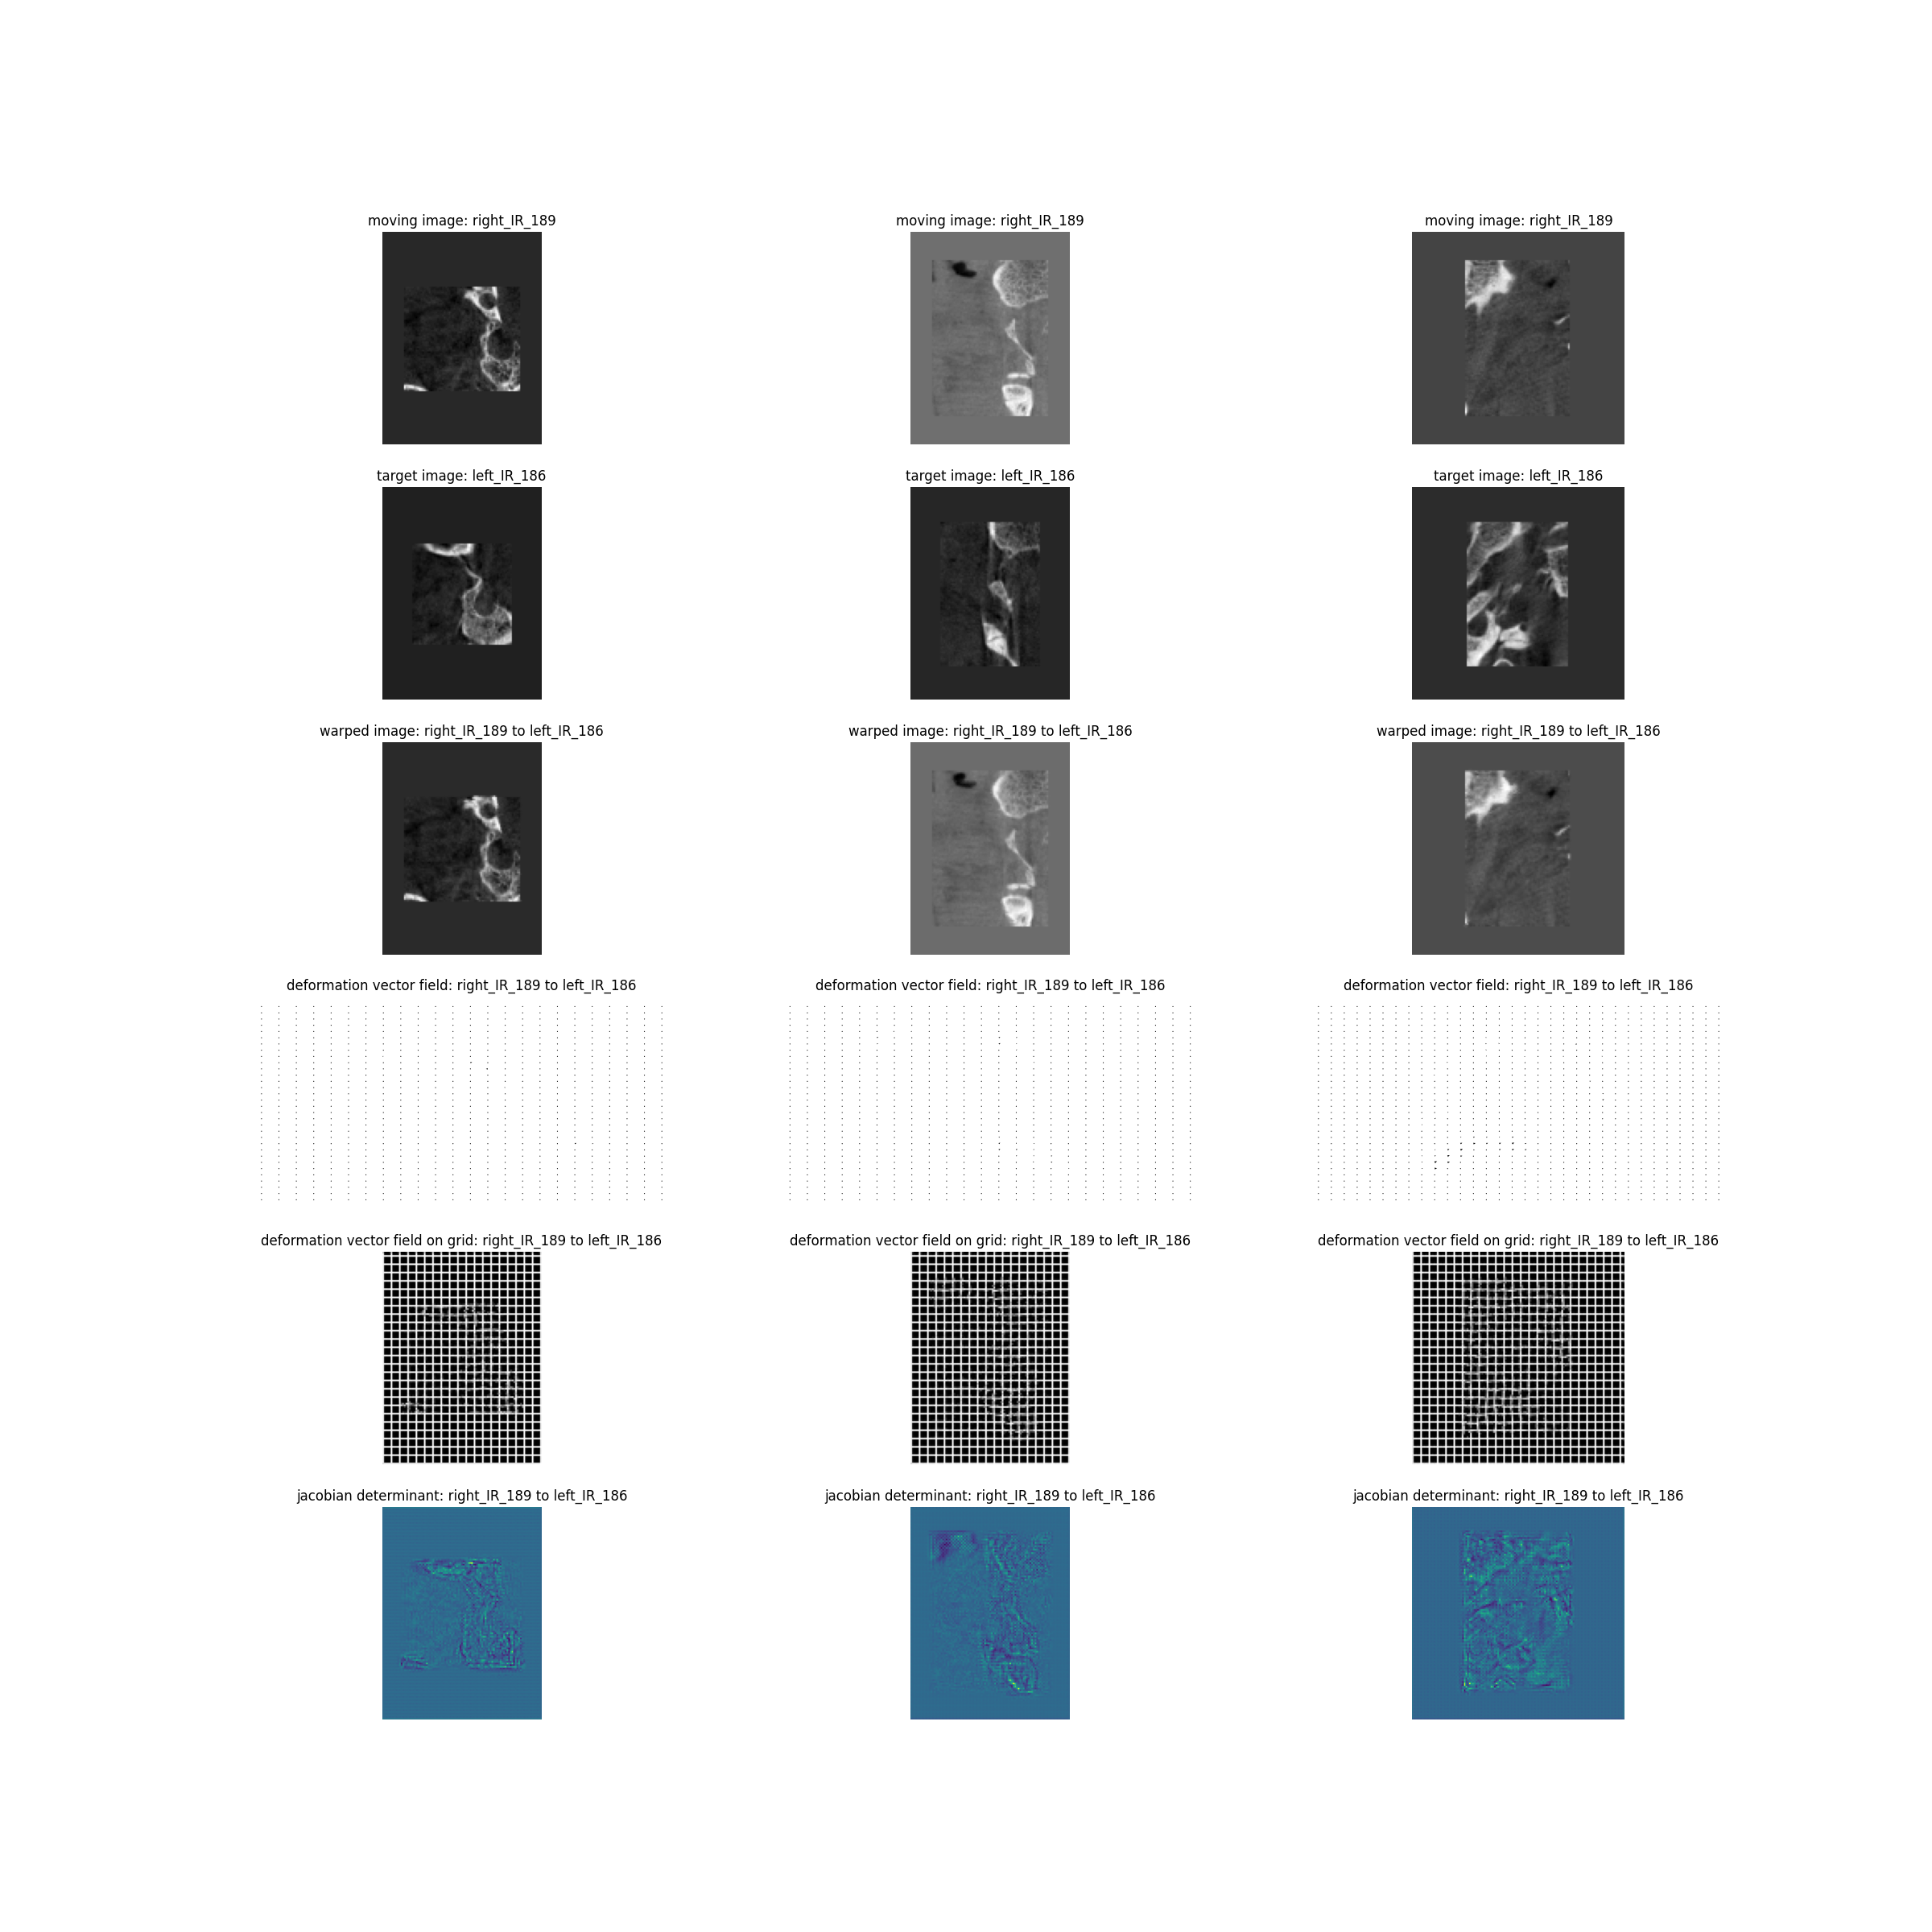 moving image: right_IR_189
moving image: right_IR_189
moving image: right_IR_189
target image: left_IR_186
target image: left_IR_186
target image: left_IR_186
warped image: right_IR_189 to left_IR_186
warped image: right_IR_189 to left_IR_186
warped image: right_IR_189 to left_IR_186
deformation vector field: right_IR_189 to left_IR_186
deformation vector field: right_IR_189 to left_IR_186
deformation vector field: right_IR_189 to left_IR_186
deformation vector field on grid: right_IR_189 to left_IR_186
deformation vector field on grid: right_IR_189 to left_IR_186
deformation vector field on grid: right_IR_189 to left_IR_186
jacobian determinant: right_IR_189 to left_IR_186
jacobian determinant: right_IR_189 to left_IR_186
jacobian determinant: right_IR_189 to left_IR_186